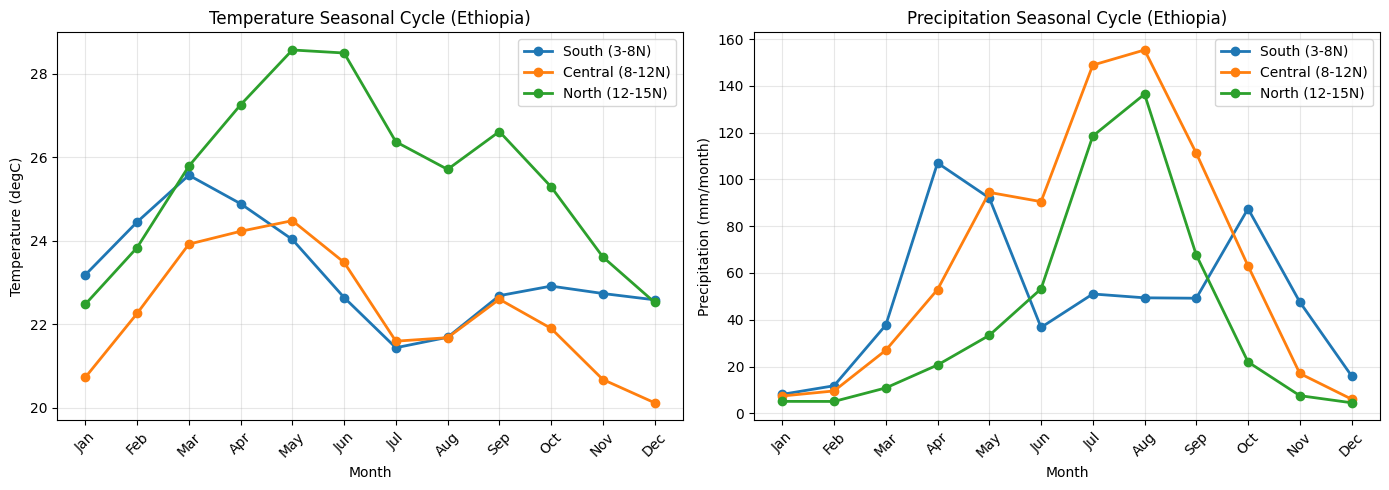 Temperature Seasonal Cycle (Ethiopia)
Temperature (degC)
28
26
24
22
20
South (3-8N)
Central (8-12N)
North (12-15N)
Jan
Feb
Mar
Apr
May
Jun
Jul
Aug
Sep
Oct
Nov
Dec
Month
Precipitation Seasonal Cycle (Ethiopia)
Precipitation (mm/month)
160
140
120
100
80
60
40
20
0
South (3-8N)
Central (8-12N)
North (12-15N)
Jan
Feb
Mar
Apr
May
Jun
Jul
Aug
Sep
Oct
Nov
Dec
Month